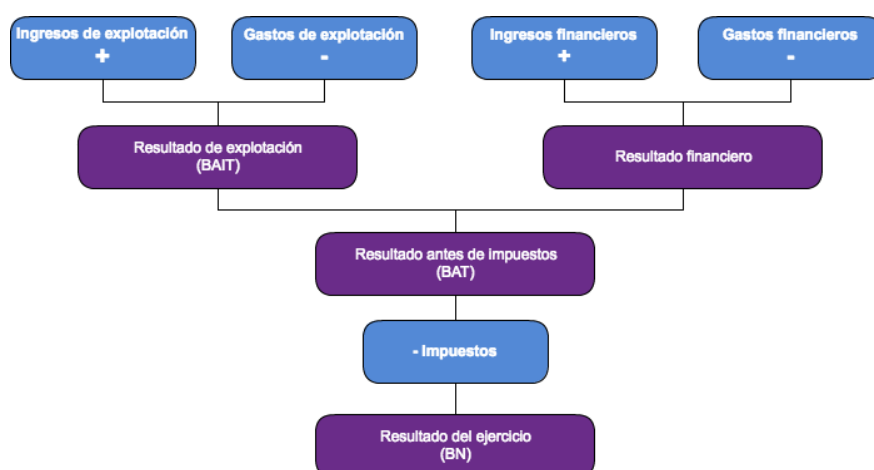 Ingresos de explotación
+
Gastos de explotación
-
Ingresos financieros
+
Gastos financieros
-
Resultado de explotación
(BAIT)
Resultado financiero
Resultado antes de impuestos
(BAT)
- Impuestos
Resultado del ejercicio
(BN)